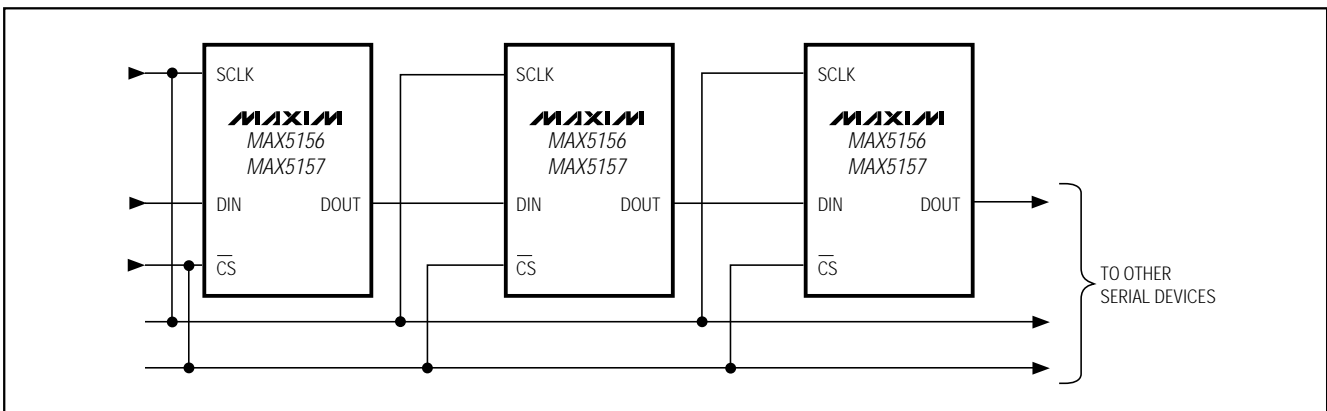 SCLK
MAXIM
MAX5156
MAX5157
DIN DOUT
CS
SCLK
MAXIM
MAX5156
MAX5157
DIN DOUT
CS
SCLK
MAXIM
MAX5156
MAX5157
DIN DOUT
CS
TO OTHER
SERIAL DEVICES